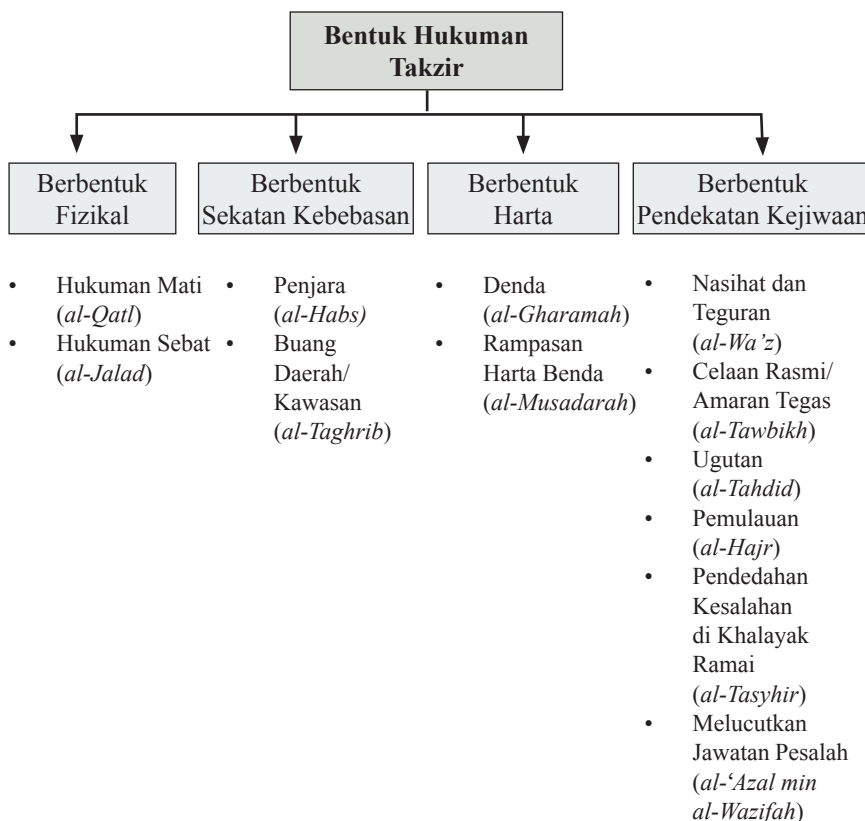 Bentuk Hukuman
Takzir
Berbentuk
Fizikal
Berbentuk
Sekatan Kebebasan
Berbentuk
Harta
Berbentuk
Pendekatan Kejiwaan
• Hukuman Mati
(al-Qatl)
• Hukuman Sebat
(al-Jalad)
• Penjara
(al-Habs)
• Buang
Daerah/
Kawasan
(al-Taghrib)
• Denda
(al-Gharamah)
• Rampasan
Harta Benda
(al-Musadarah)
• Nasihat dan
Teguran
(al-Wa’z)
• Celaan Rasmi/
Amaran Tegas
(al-Tawbikh)
• Ugutan
(al-Tahdid)
• Pemulauan
(al-Hajr)
• Pendedahan
Kesalahan
di Khalayak
Ramai
(al-Tasyhir)
• Melucutkan
Jawatan Pesalah
(al-‘Azal min
al-Wazifah)